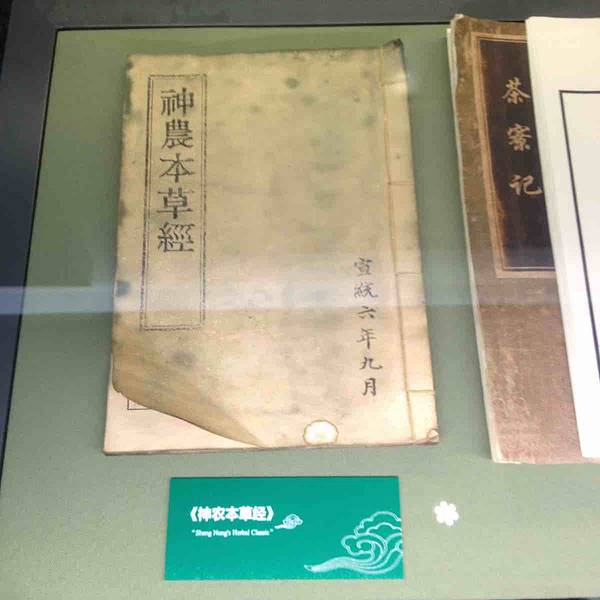 神農本草經
宣統六年九月
茶寮記
《神农本草经》
"Sheng Nong's Herbal Classic"